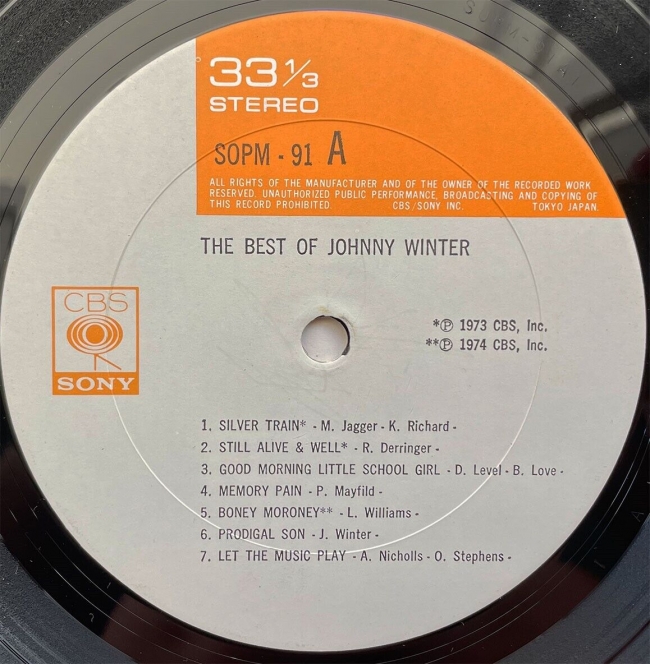 33 1/3
STEREO
SOPM - 91 A
ALL RIGHTS OF THE MANUFACTURER AND OF THE OWNER OF THE RECORDED WORK
RESERVED. UNAUTHORIZED PUBLIC PERFORMANCE, BROADCASTING AND COPYING OF
THIS RECORD PROHIBITED. CBS/SONY INC. TOKYO JAPAN.
THE BEST OF JOHNNY WINTER
CBS
SONY
*℗ 1973 CBS, Inc.
**℗ 1974 CBS, Inc.
1. SILVER TRAIN* - M. Jagger - K. Richard -
2. STILL ALIVE & WELL* - R. Derringer -
3. GOOD MORNING LITTLE SCHOOL GIRL - D. Level - B. Love -
4. MEMORY PAIN - P. Mayfild -
5. BONEY MORONEY** - L. Williams -
6. PRODIGAL SON - J. Winter -
7. LET THE MUSIC PLAY - A. Nicholls - O. Stephens -